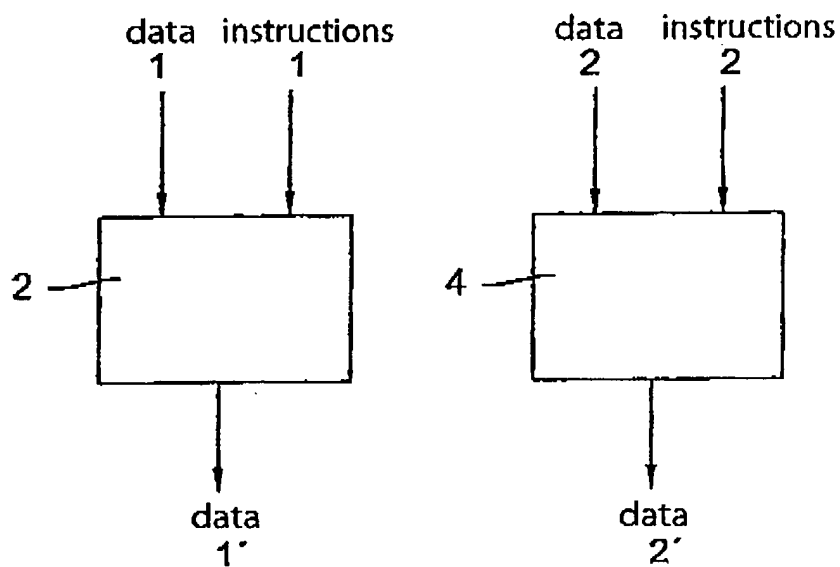 data instructions
1 1
data instructions
2 2
2
4
data
1´
data
2´